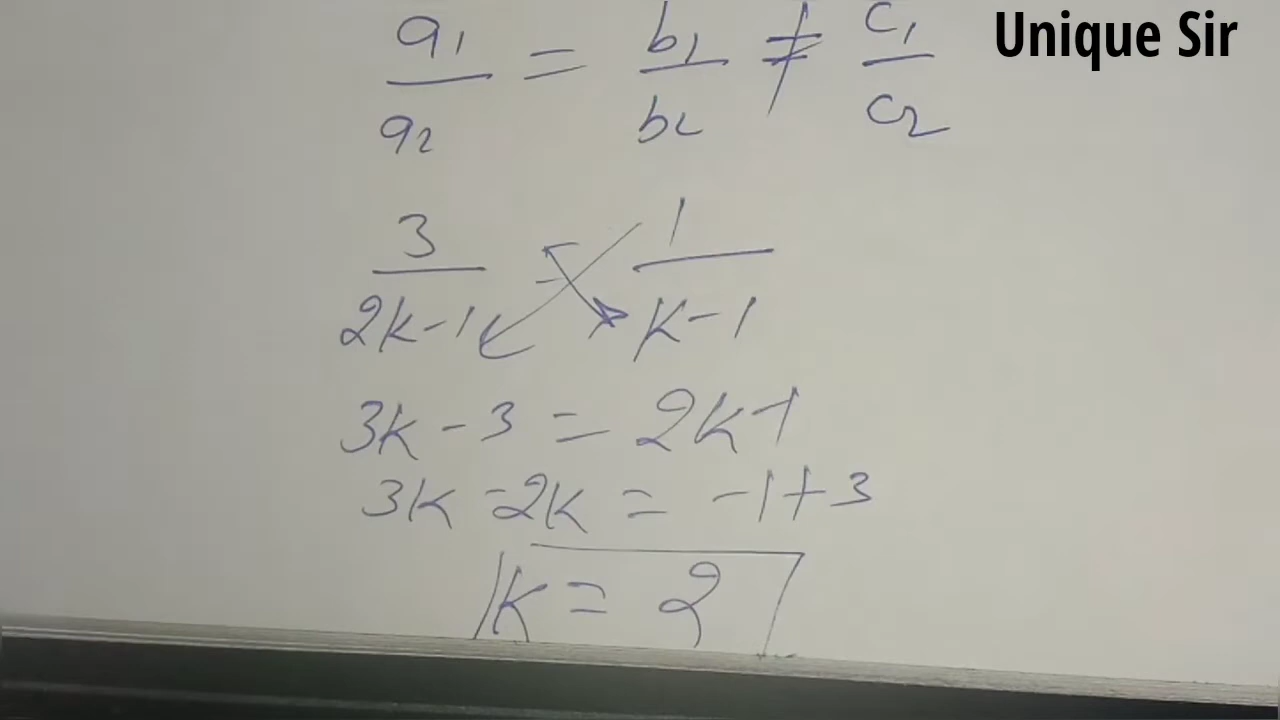 Unique Sir
a1/a2 = b1/b2 ≠ c1/c2
3/2k-1 = 1/k-1
3k - 3 = 2k-1
3k -2k = -1+3
k = 2